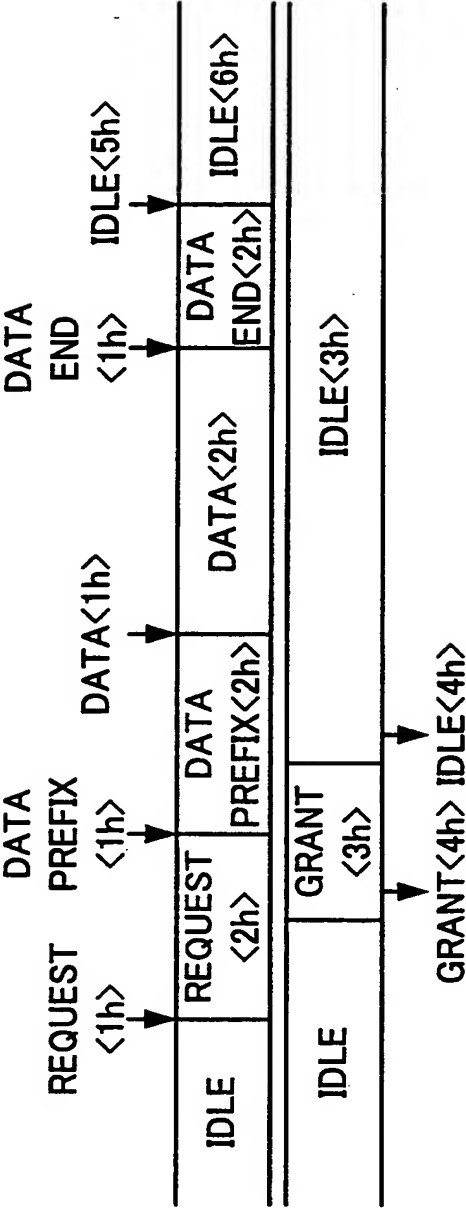 REQUEST
<1h>
DATA
PREFIX
<1h>
DATA<1h>
DATA
END
<1h>
IDLE<5h>
IDLE
REQUEST
<2h>
DATA
PREFIX<2h>
DATA<2h>
DATA
END<2h>
IDLE<6h>
IDLE
GRANT
<3h>
IDLE<3h>
GRANT<4h>
IDLE<4h>